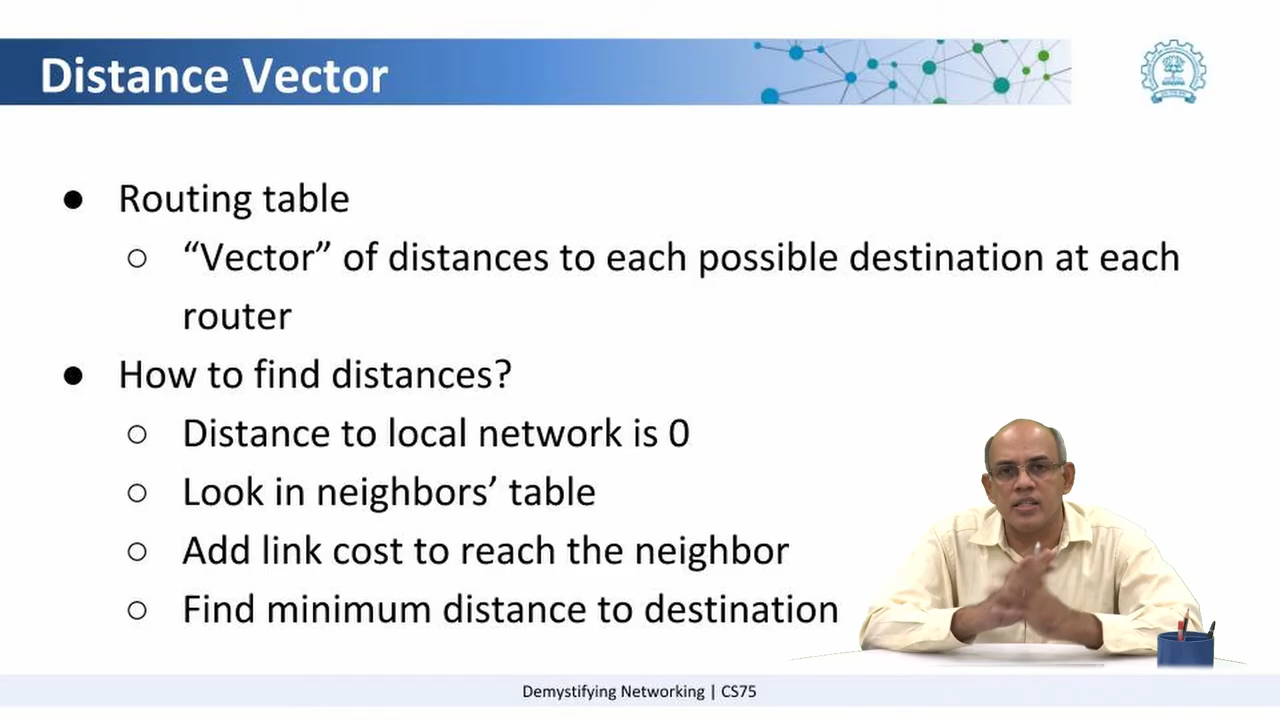 Distance Vector
● Routing table
○ “Vector” of distances to each possible destination at each
router
● How to find distances?
○ Distance to local network is 0
○ Look in neighbors’ table
○ Add link cost to reach the neighbor
○ Find minimum distance to destination
Demystifying Networking | CS75